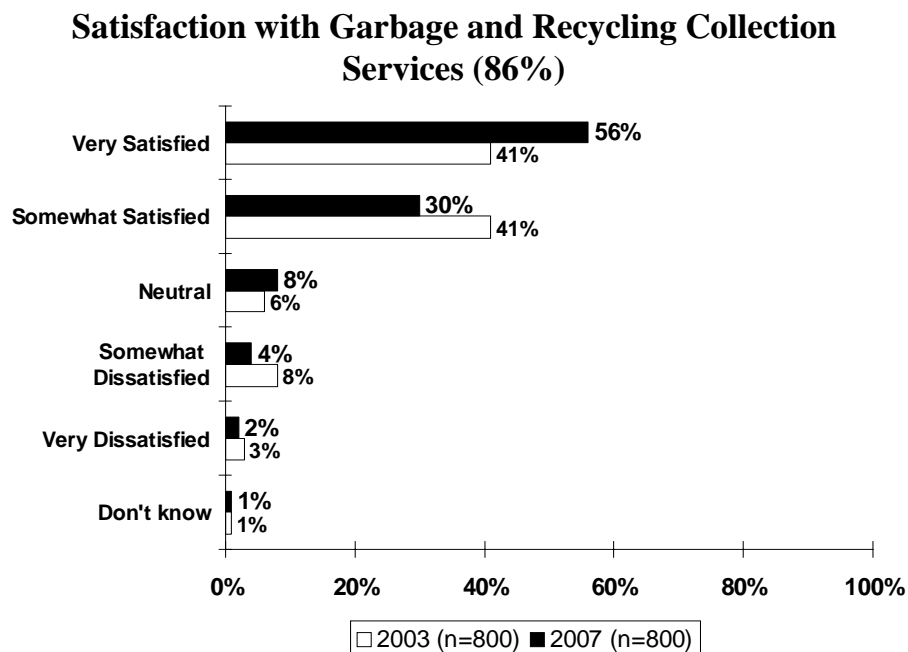 Satisfaction with Garbage and Recycling Collection
Services (86%)
Very Satisfied
56%
41%
Somewhat Satisfied
30%
41%
Neutral
8%
6%
Somewhat
Dissatisfied
4%
8%
Very Dissatisfied
2%
3%
Don't know
1%
1%
0% 20% 40% 60% 80% 100%
2003 (n=800) 2007 (n=800)